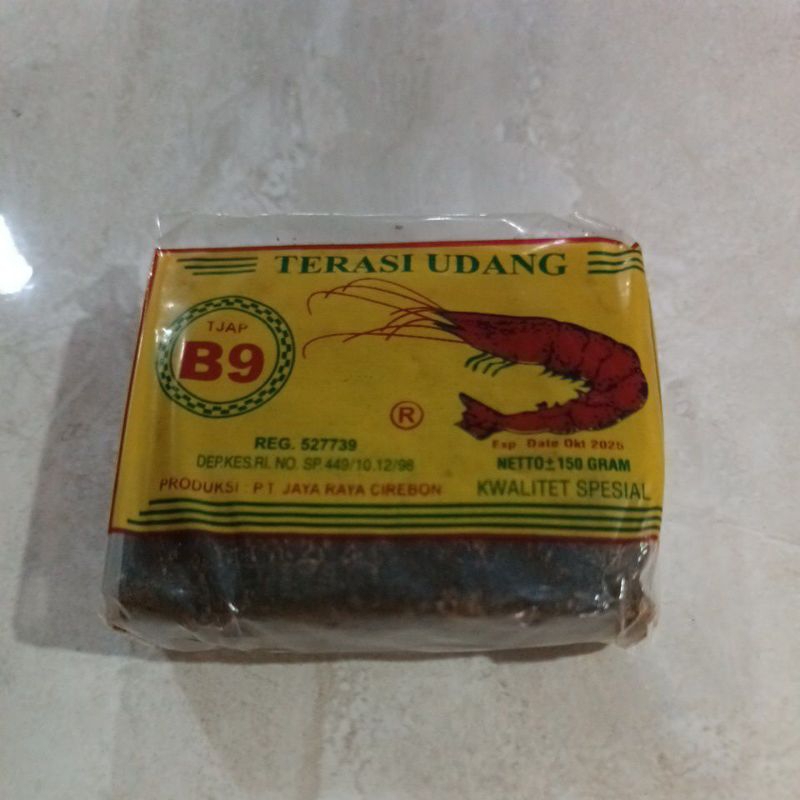 TERASI UDANG
TJAP
B9
®
Exp. Date Okt 2025
REG. 527739
DEP.KES.RI. NO. SP.449/10.12/98
NETTO ± 150 GRAM
PRODUKSI : PT. JAYA RAYA CIREBON
KWALITET SPESIAL